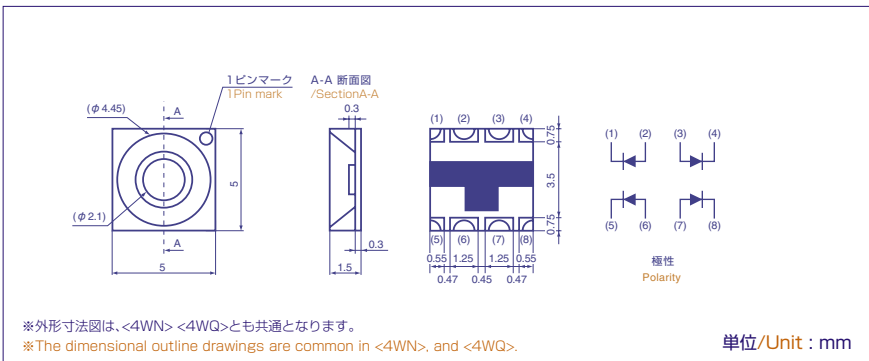 1ピンマーク
1Pin mark
A-A 断面図
/SectionA-A
(φ4.45)
A
(φ2.1)
A
5
5
0.3
0.3
1.5
(1) (2) (3) (4)
0.75
3.5
0.75
(5) (6) (7) (8)
0.55 1.25 1.25 0.55
0.47 0.45 0.47
(1) (2) (3) (4)
(5) (6) (7) (8)
極性
Polarity
※外形寸法図は、<4WN> <4WQ>とも共通となります。
※The dimensional outline drawings are common in <4WN>, and <4WQ>.
単位/Unit : mm